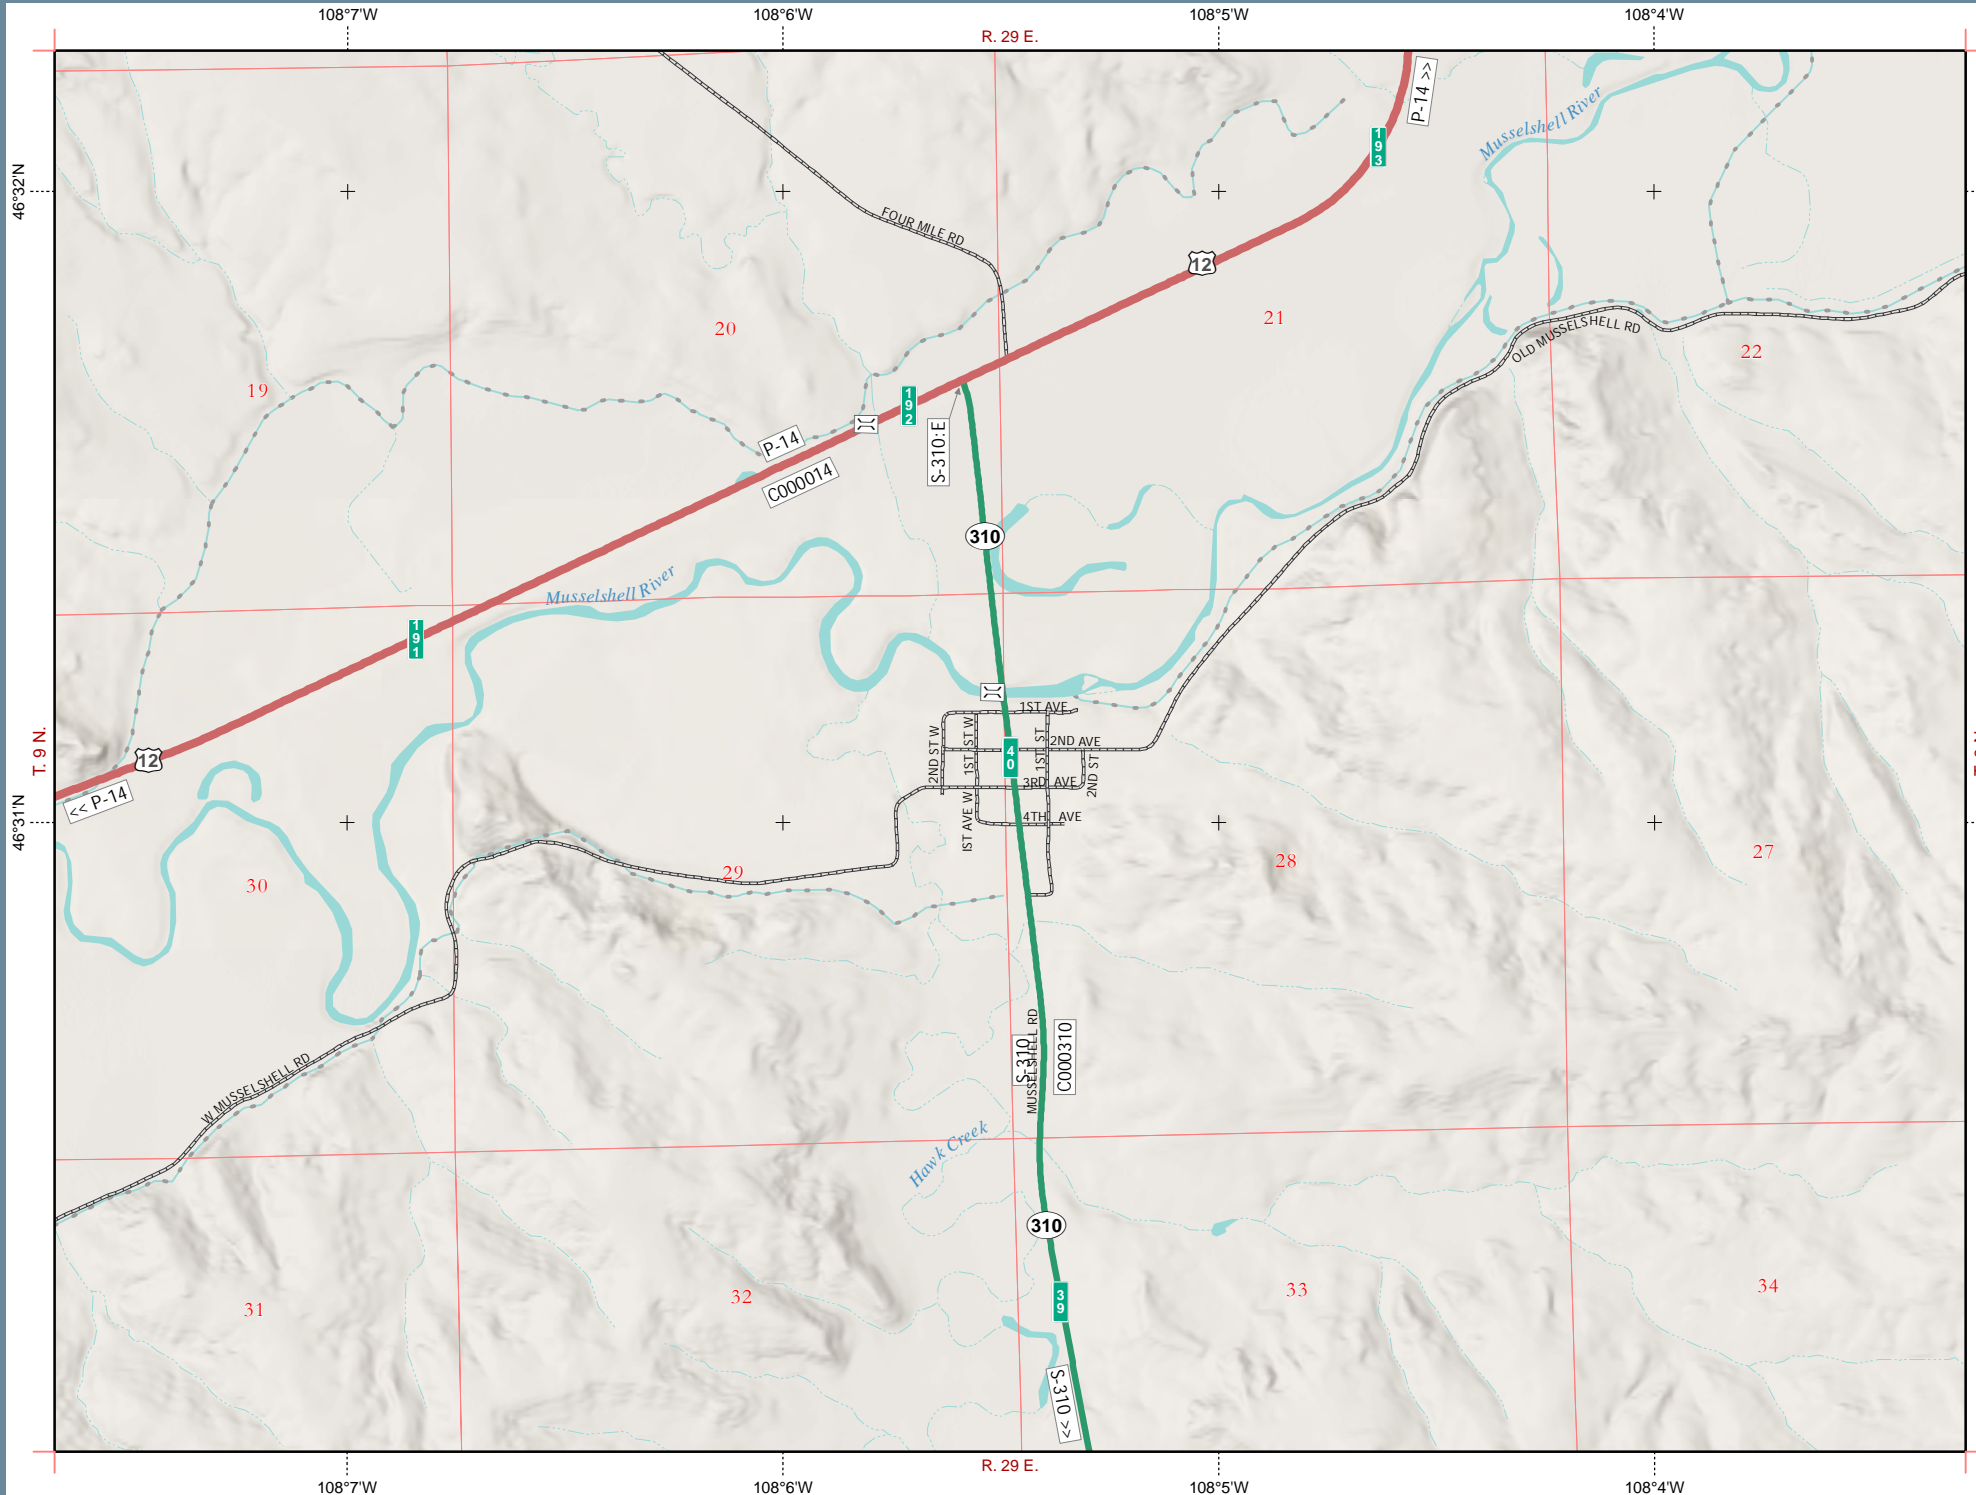 108°7'W
108°6'W
108°5'W
108°4'W
R. 29 E.
P-14 >>
193
Musselshell River
46°32'N
FOUR MILE RD
12
20
21
OLD MUSSELSHELL RD
22
19
192
P-14
S-310:E
C000014
310
Musselshell River
191
1ST AVE
2ND ST W
1ST ST W
1ST ST
2ND AVE
T. 9 N.
12
40
2ND ST
3RD AVE
<< P-14
IST AVE W
4TH AVE
46°31'N
29
28
27
30
S-310
MUSSELSHELL RD
C000310
W MUSSELSHELL RD
Hawk Creek
310
31
32
39
33
34
S-310 >>
R. 29 E.
108°7'W
108°6'W
108°5'W
108°4'W